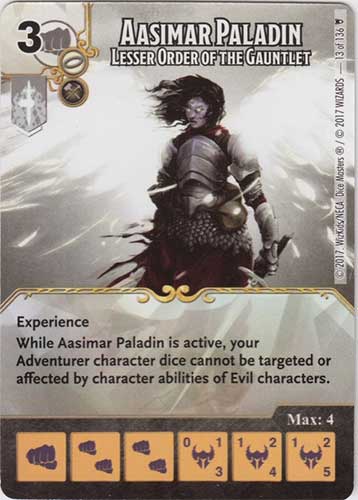 3
AASIMAR PALADIN
LESSER ORDER OF THE GAUNTLET
©2017. WizKids/NECA. Dice Masters ® / © 2017 WIZARDS — 13 of 136
Experience
While Aasimar Paladin is active, your
Adventurer character dice cannot be targeted or
affected by character abilities of Evil characters.
Max: 4
0 1 3
1 2 4
1 2 5